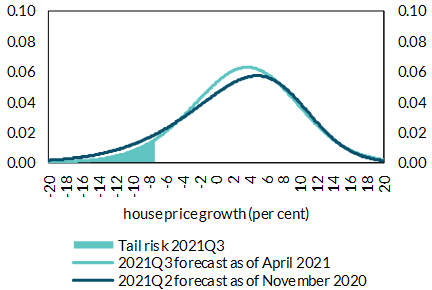 0.10 0.10
0.08 0.08
0.06 0.06
0.04 0.04
0.02 0.02
0.00 0.00
-20 -18 -16 -14 -12 -10 -8 -6 -4 -2 0 2 4 6 8 10 12 14 16 18 20
house price growth (per cent)
Tail risk 2021Q3
2021Q3 forecast as of April 2021
2021Q2 forecast as of November 2020